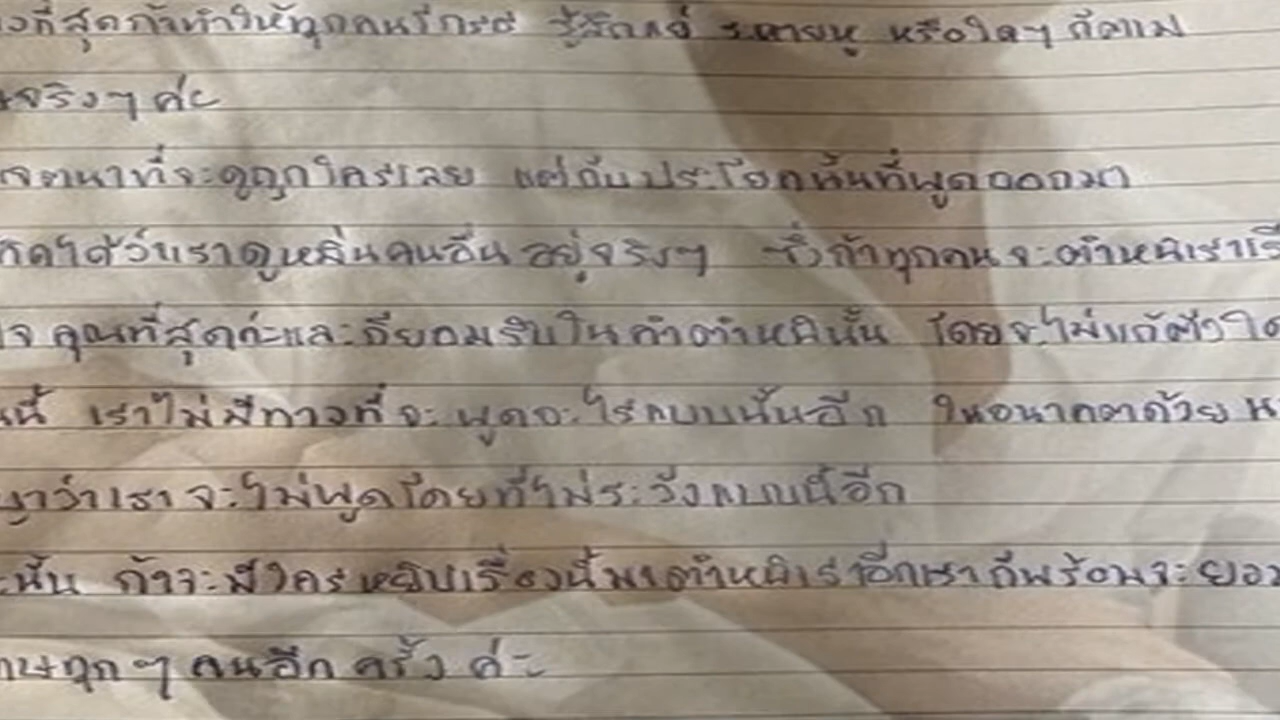 ที่สุดถ้าทำให้ทุกคนรู้สึกแย่ ระคายหู หรือใดๆ ก็ตาม
จริงๆ ค่ะ
เจตนาที่จะดูถูกใครเลย แต่กับประโยคนั้นที่พูดออกมา
คิดได้ว่าเราดูหมิ่นคนอื่นอยู่จริงๆ ซึ่งถ้าทุกคนจะตำหนิเรา
คุณที่สุดค่ะและก็ยอมรับในคำตำหนินั้น โดยจะไม่แก้ตัวใด
นี้ เราไม่มีทางที่จะพูดอะไรแบบนั้นอีก ในอนาคตด้วย
ว่าเราจะไม่พูดโดยที่ไม่ระวังแบบนี้อีก
นั้น ถ้าจะมีใครหยิบเรื่องนี้มาตำหนิเราอีกเราก็พร้อมจะยอม
ทุกๆ คนอีกครั้งค่ะ